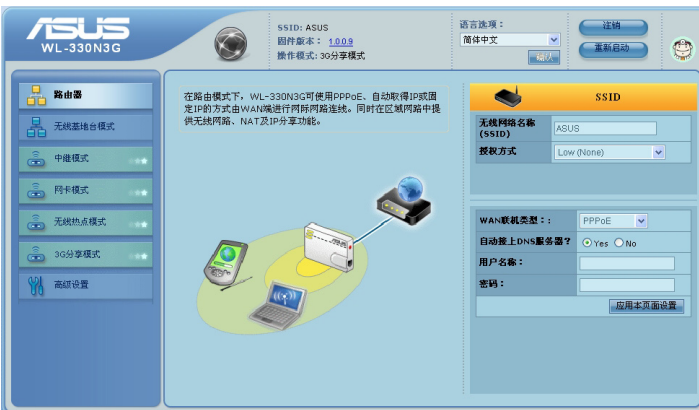 ASUS
WL-330N3G
SSID: ASUS
固件版本： 1.0.0.9
操作模式: 3G分享模式
语言选项：
简体中文
确认
注销
重新启动
路由器
无线基地台模式
中继模式
网卡模式
无线热点模式
3G分享模式
高级设置
在路由模式下，WL-330N3G可使用PPPoE、自动取得IP或固
定IP的方式由WAN端进行网际网路连线。同时在区域网路中提
供无线网路、NAT及IP分享功能。
SSID
无线网络名称
(SSID)
ASUS
授权方式
Low (None)
WAN联机类型：:
PPPoE
自动接上DNS服务器?
Yes No
用户名称：
密码：
应用本页面设置